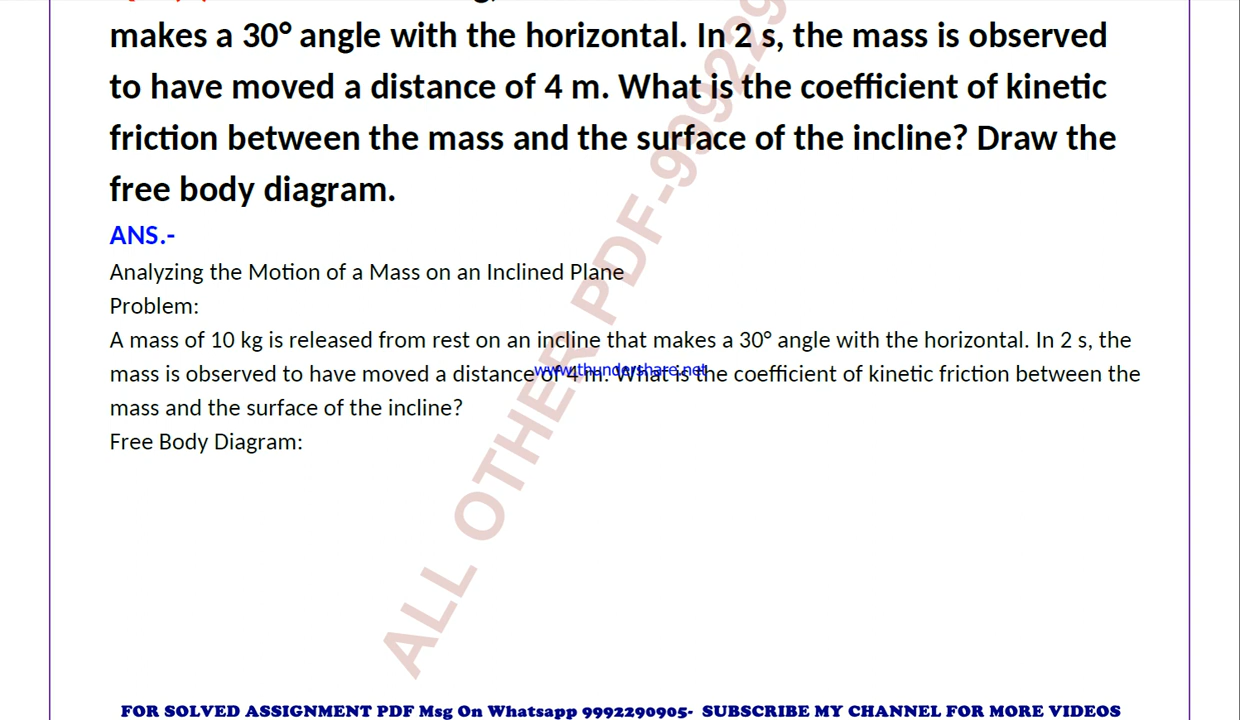 makes a 30° angle with the horizontal. In 2 s, the mass is observed
to have moved a distance of 4 m. What is the coefficient of kinetic
friction between the mass and the surface of the incline? Draw the
free body diagram.
ANS.-
Analyzing the Motion of a Mass on an Inclined Plane
Problem:
A mass of 10 kg is released from rest on an incline that makes a 30° angle with the horizontal. In 2 s, the
mass is observed to have moved a distance of 4 m. What is the coefficient of kinetic friction between the
www.thundershare.net
mass and the surface of the incline?
Free Body Diagram:
ALL OTHER PDF-999229
FOR SOLVED ASSIGNMENT PDF Msg On Whatsapp 9992290905- SUBSCRIBE MY CHANNEL FOR MORE VIDEOS